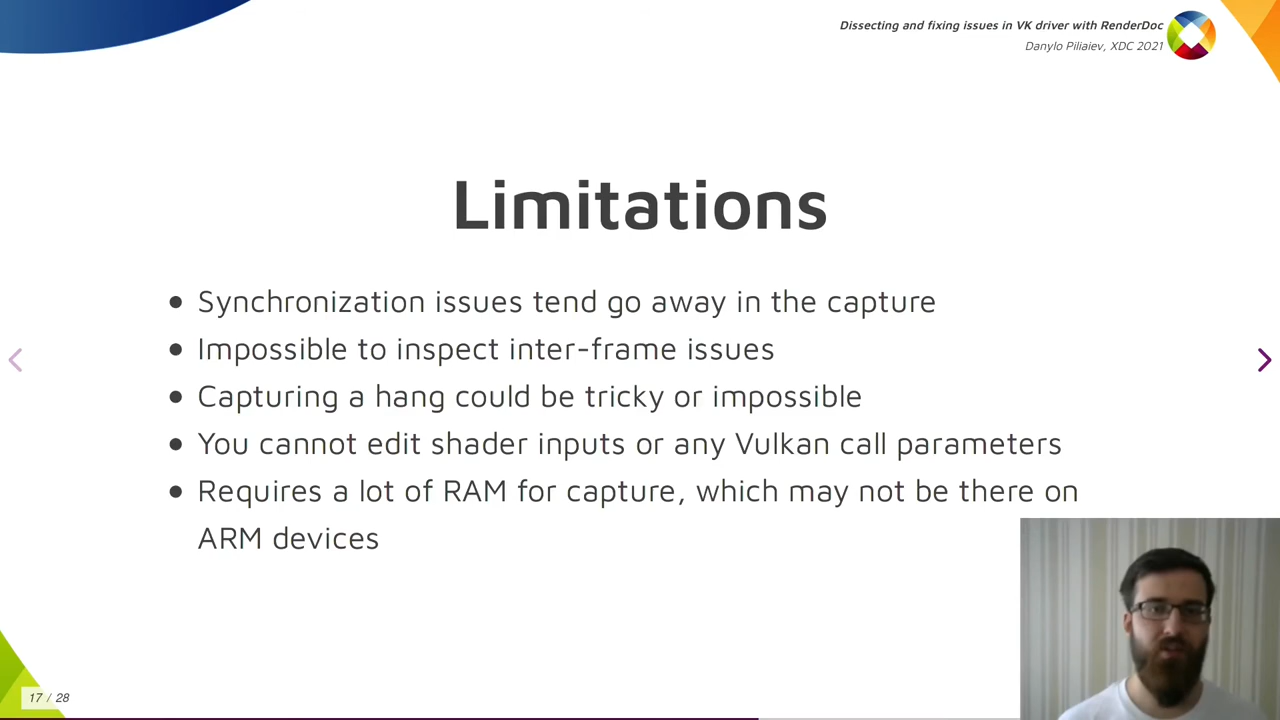 Dissecting and fixing issues in VK driver with RenderDoc
Danylo Piliaiev, XDC 2021
Limitations
• Synchronization issues tend go away in the capture
• Impossible to inspect inter-frame issues
• Capturing a hang could be tricky or impossible
• You cannot edit shader inputs or any Vulkan call parameters
• Requires a lot of RAM for capture, which may not be there on
ARM devices
17 / 28